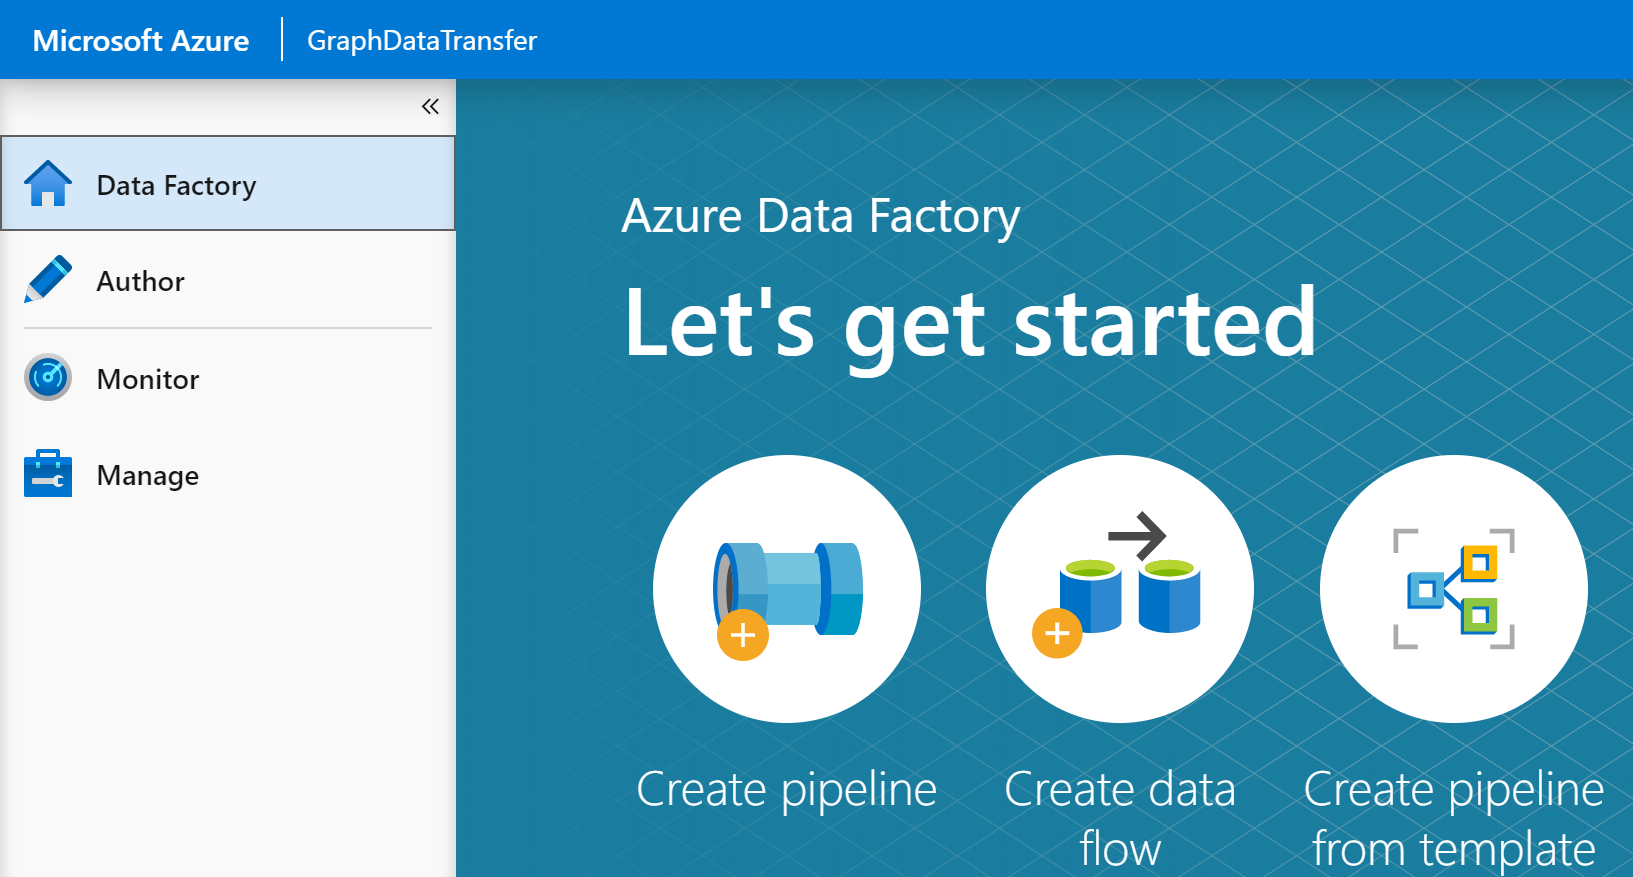 Microsoft Azure
GraphDataTransfer
Data Factory
Author
Monitor
Manage
Azure Data Factory
Let's get started
Create pipeline
Create data
flow
Create pipeline
from template